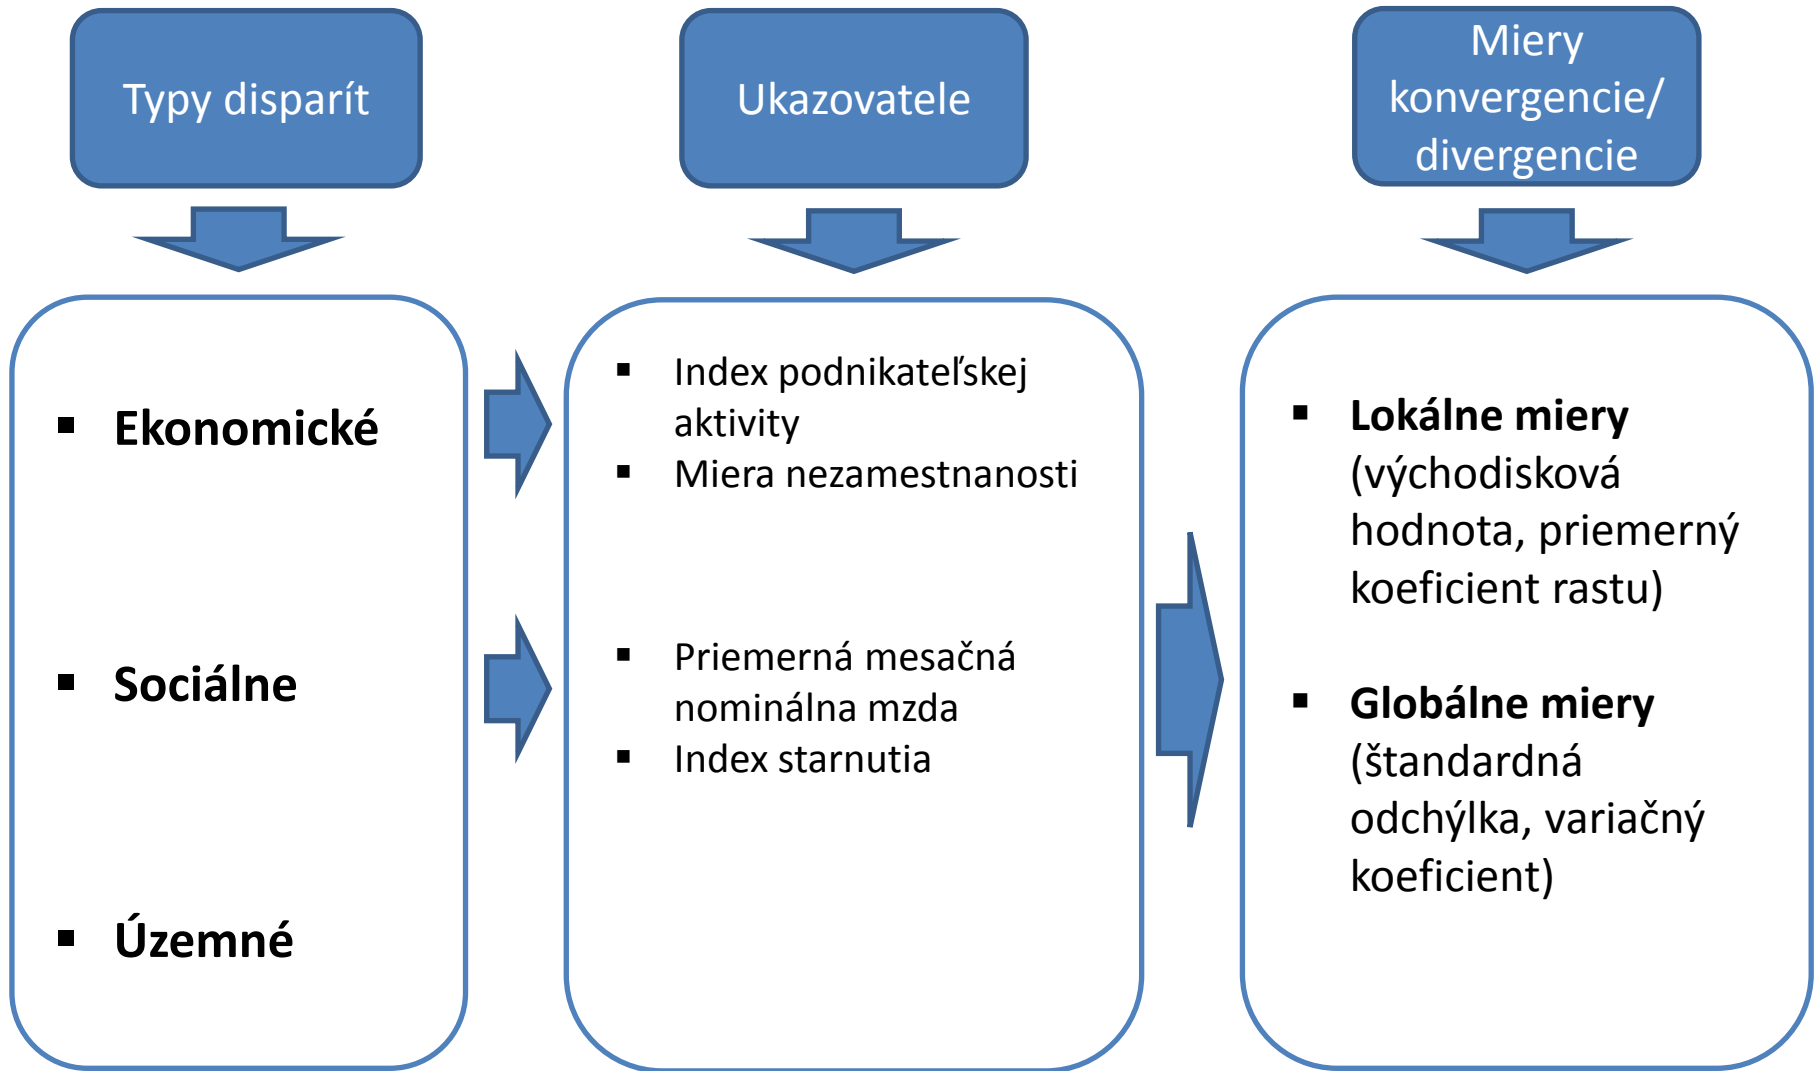 Typy disparít
Ukazovatele
Miery
konvergencie/
divergencie
▪ Ekonomické
▪ Sociálne
▪ Územné
▪ Index podnikateľskej
aktivity
▪ Miera nezamestnanosti
▪ Priemerná mesačná
nominálna mzda
▪ Index starnutia
▪ Lokálne miery
(východisková
hodnota, priemerný
koeficient rastu)
▪ Globálne miery
(štandardná
odchýlka, variačný
koeficient)